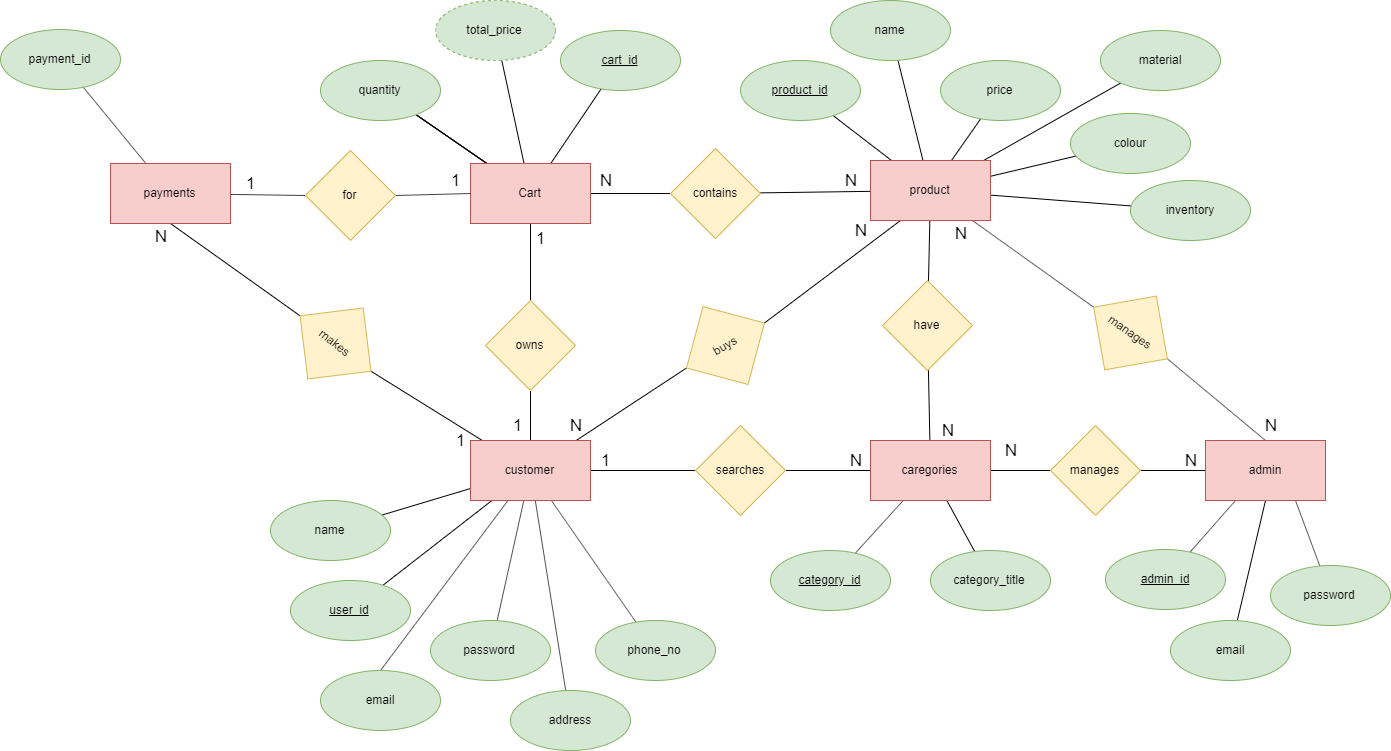 name
total_price
payment_id
cart_id
material
quantity
product_id
price
colour
payments
1
for
1
Cart
N
contains
N
product
inventory
N
1
N
N
makes
owns
buys
have
manages
1
1
N
N
N
customer
1
searches
N
caregories
N
manages
N
admin
name
user_id
category_id
category_title
admin_id
password
password
phone_no
email
email
address